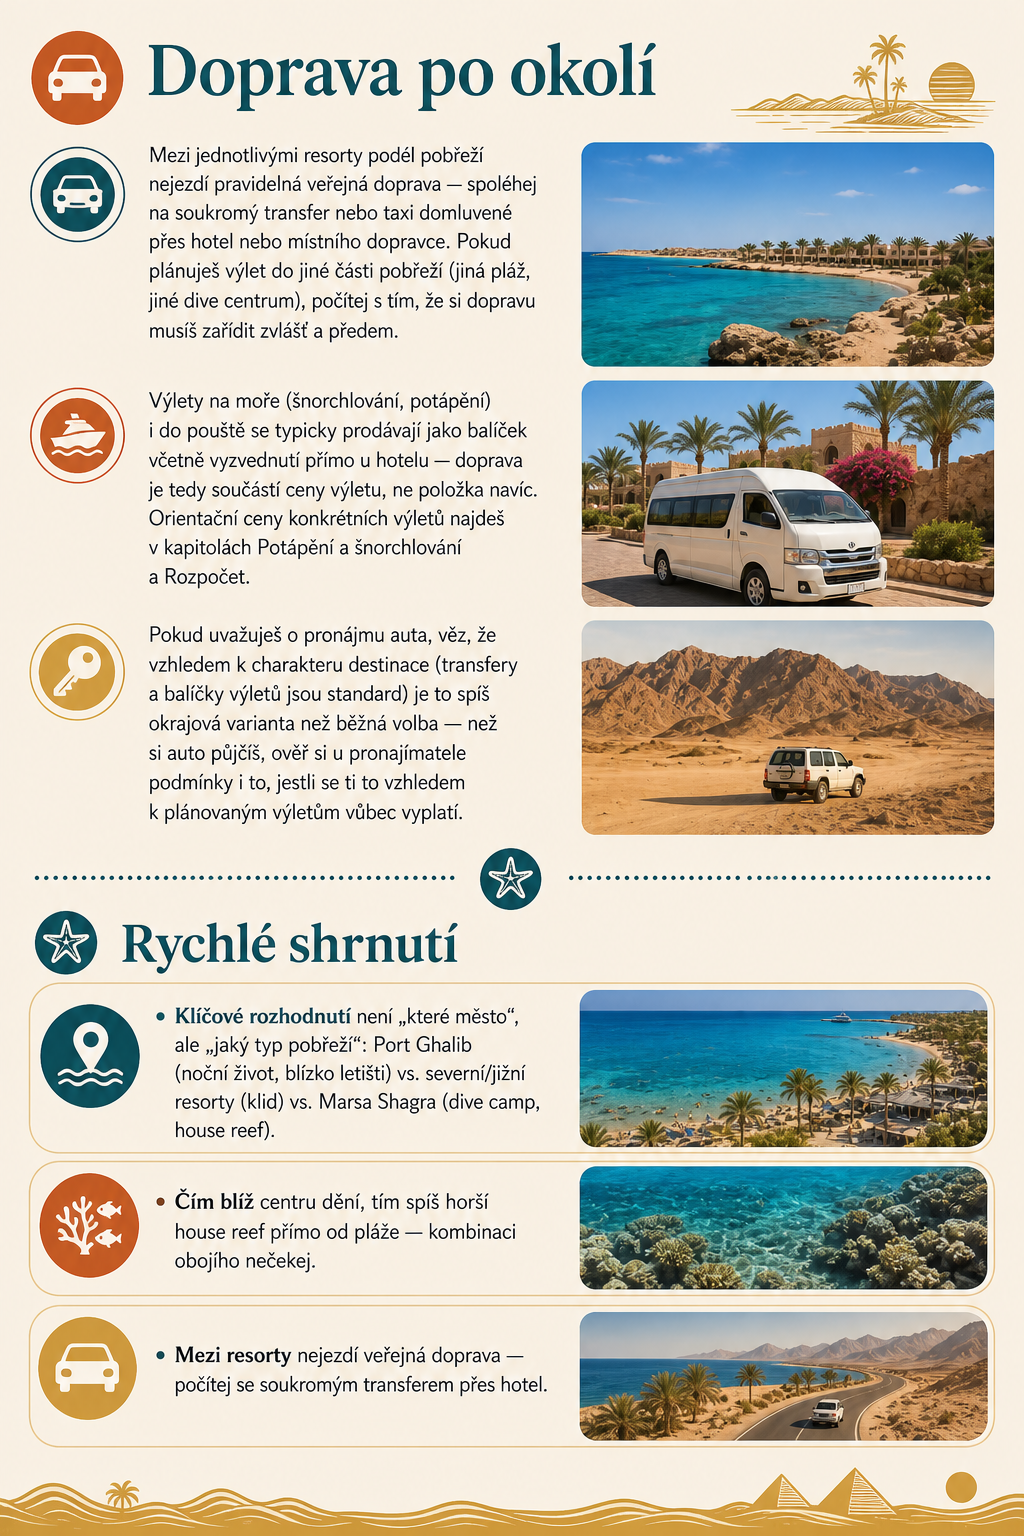 Doprava po okolí
Mezi jednotlivými resorty podél pobřeží
nejezdí pravidelná veřejná doprava — spoléhej
na soukromý transfer nebo taxi domluvené
přes hotel nebo místního dopravce. Pokud
plánuješ výlet do jiné části pobřeží (jiná pláž,
jiné dive centrum), počítej s tím, že si dopravu
musíš zařídit zvlášť a předem.
Výlety na moře (šnorchlování, potápění)
i do pouště se typicky prodávají jako balíček
včetně vyzvednutí přímo u hotelu — doprava
je tedy součástí ceny výletu, ne položka navíc.
Orientační ceny konkrétních výletů najdeš
v kapitolách Potápění a šnorchlování
a Rozpočet.
Pokud uvažuješ o pronájmu auta, věz, že
vzhledem k charakteru destinace (transfery
a balíčky výletů jsou standard) je to spíš
okrajová varianta než běžná volba — než
si auto půjčíš, ověř si u pronajímatele
podmínky i to, jestli se ti to vzhledem
k plánovaným výletům vůbec vyplatí.
Rychlé shrnutí
• Klíčové rozhodnutí není „které město“,
ale „jaký typ pobřeží“: Port Ghalib
(noční život, blízko letišti) vs. severní/jižní
resorty (klid) vs. Marsa Shagra (dive camp,
house reef).
• Čím blíž centru dění, tím spíš horší
house reef přímo od pláže — kombinaci
obojího nečekej.
• Mezi resorty nejezdí veřejná doprava —
počítej se soukromým transferem přes hotel.